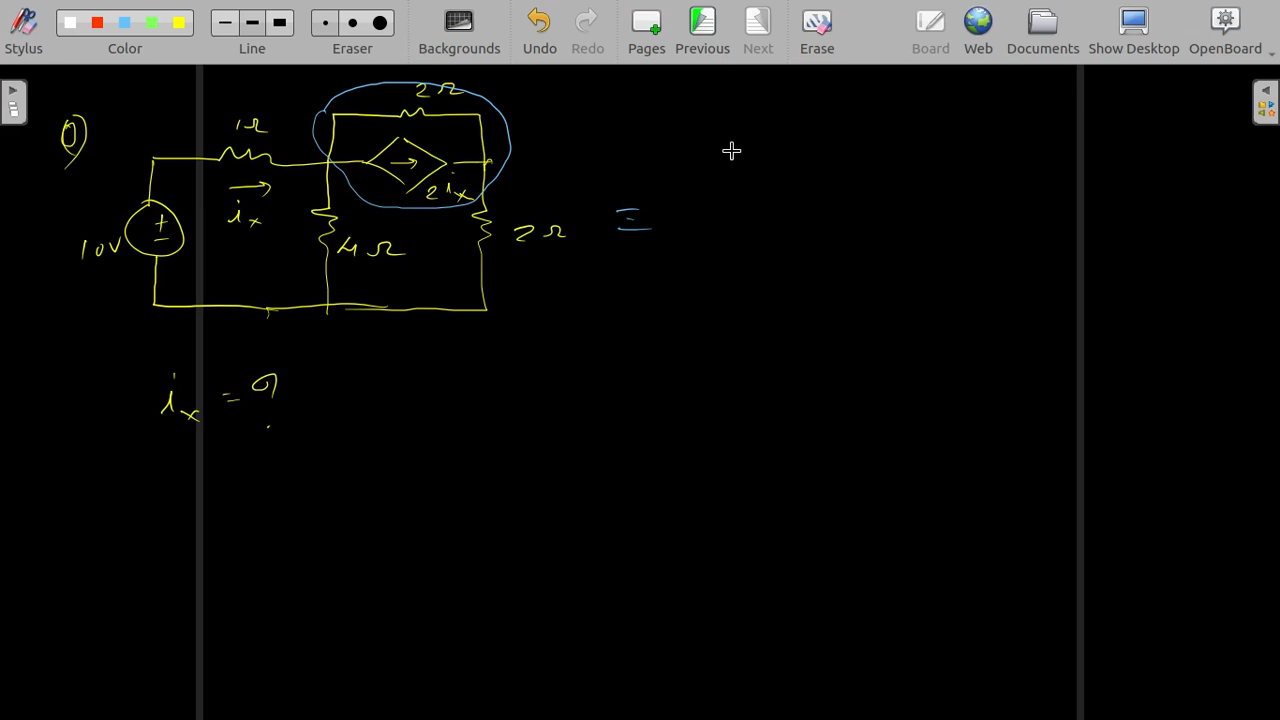 Stylus Color Line Eraser Backgrounds Undo Redo Pages Previous Next Erase Board Web Documents Show Desktop OpenBoard
2Ω
Q)
1Ω
2ix
ix
10V
+
−
4Ω
2Ω
≡
ix = ?